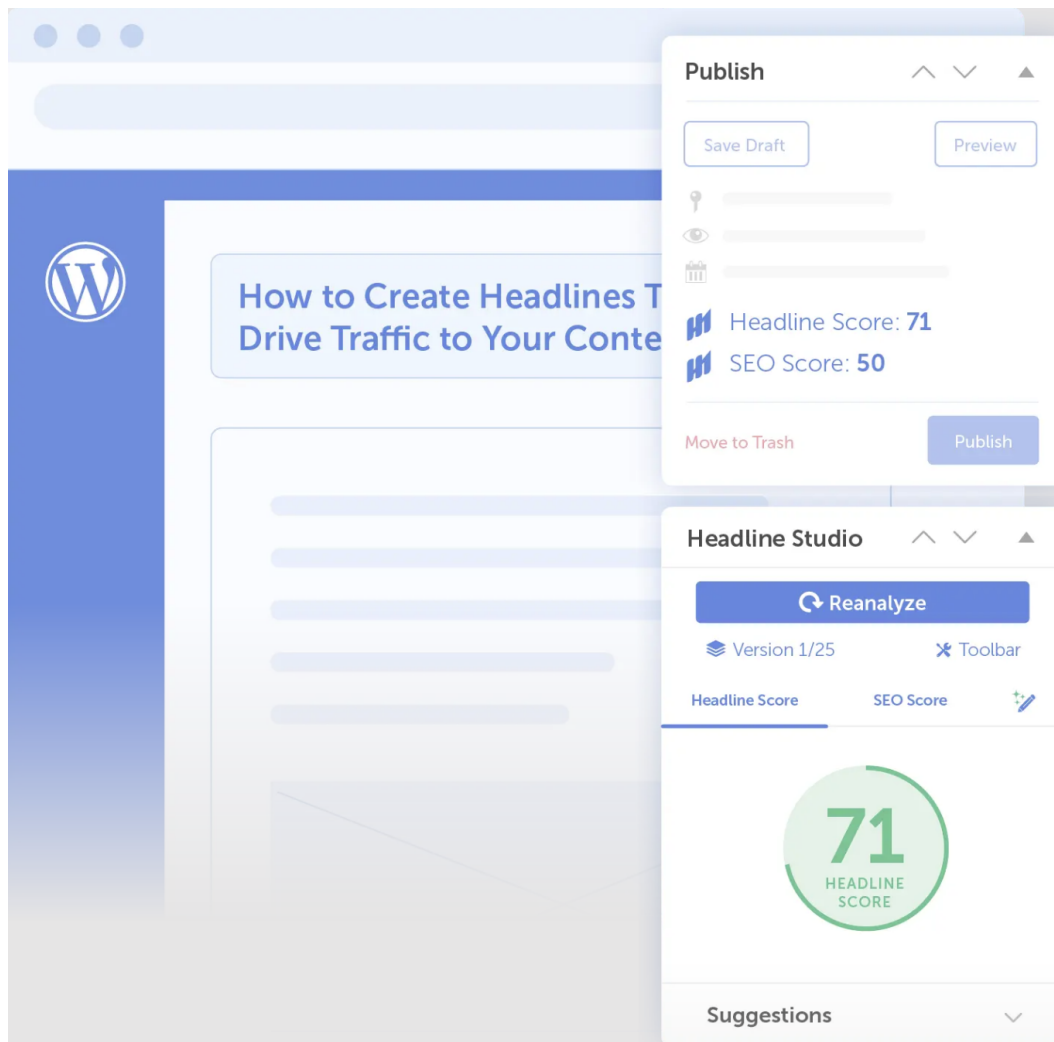 How to Create Headlines T
Drive Traffic to Your Conte
Publish
Save Draft
Preview
Headline Score: 71
SEO Score: 50
Move to Trash
Publish
Headline Studio
Reanalyze
Version 1/25
Toolbar
Headline Score
SEO Score
71
HEADLINE
SCORE
Suggestions